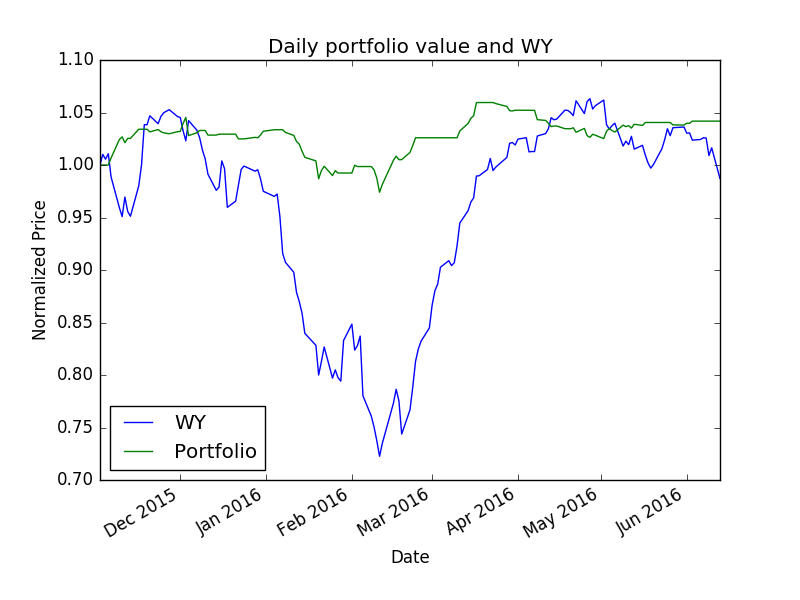 Daily portfolio value and WY
1.10
1.05
1.00
0.95
0.90
0.85
0.80
0.75
0.70
Normalized Price
WY
Portfolio
Dec 2015
Jan 2016
Feb 2016
Mar 2016
Apr 2016
May 2016
Jun 2016
Date